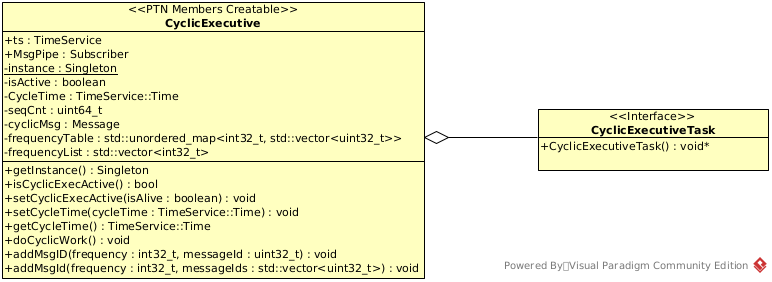 <<PTN Members Creatable>>
CyclicExecutive
+ts : TimeService
+MsgPipe : Subscriber
-instance : Singleton
-isActive : boolean
-CycleTime : TimeService::Time
-seqCnt : uint64_t
-cyclicMsg : Message
-frequencyTable : std::unordered_map<int32_t, std::vector<uint32_t>>
-frequencyList : std::vector<int32_t>
+getInstance() : Singleton
+isCyclicExecActive() : bool
+setCyclicExecActive(isAlive : boolean) : void
+setCycleTime(cycleTime : TimeService::Time) : void
+getCycleTime() : TimeService::Time
+doCyclicWork() : void
+addMsgID(frequency : int32_t, messageId : uint32_t) : void
+addMsgId(frequency : int32_t, messageIds : std::vector<uint32_t>) : void
<<Interface>>
CyclicExecutiveTask
+CyclicExecutiveTask() : void*
Powered By Visual Paradigm Community Edition